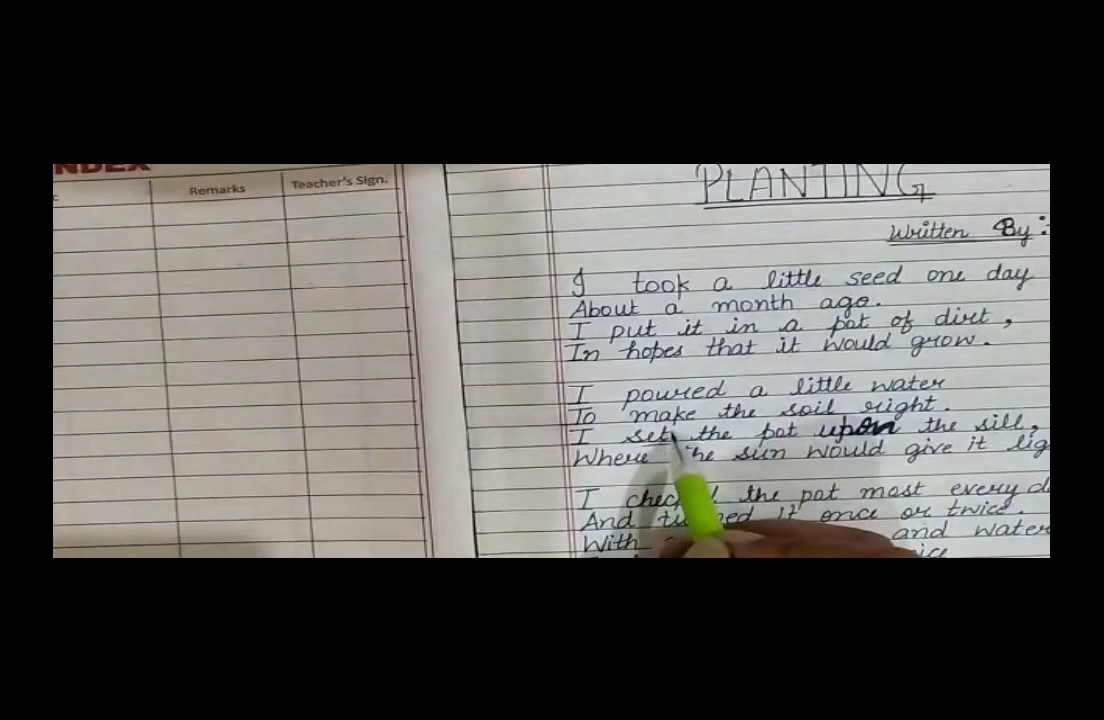 INDEX
Remarks
Teacher's Sign.
PLANTING
Written By:-
I took a little seed one day
About a month ago.
I put it in a pot of dirt,
In hopes that it would grow.
I poured a little water
To make the soil right.
I set the pot upon the sill,
Where the sun would give it
I the pot most every
And it once or twice.
With and water